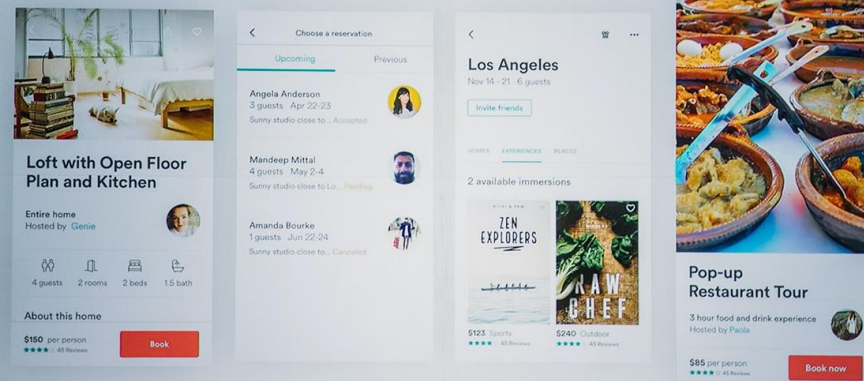 Loft with Open Floor
Plan and Kitchen
Entire home
Hosted by Genie
4 guests 2 rooms 2 beds 1.5 bath
About this home
$150 per person
45 Reviews
Book
Choose a reservation
Upcoming Previous
Angela Anderson
3 guests Apr 22-23
Sunny studio close to... Accepted
Mandeep Mittal
4 guests May 2-4
Sunny studio close to Lo... Pending
Amanda Bourke
1 guests Jun 22-24
Sunny studio close to... Canceled
Los Angeles
Nov 14 - 21 - 6 guests
Invite friends
HOMES EXPERIENCES PLACES
2 available immersions
ZEN
EXPLORERS
RAW
CHEF
$123 Sports
45 Reviews
$240 Outdoor
45 Reviews
Pop-up
Restaurant Tour
3 hour food and drink experience
Hosted by Paola
$85 per person
45 Reviews
Book now